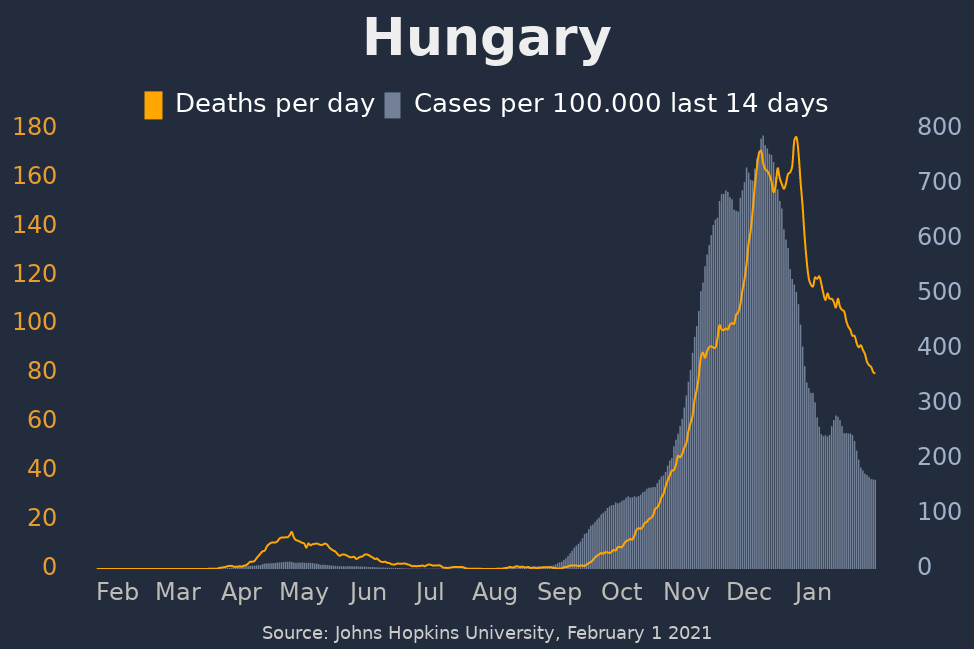 Hungary
Deaths per day Cases per 100.000 last 14 days
180 800
160 700
140 600
120 500
100 400
80 300
60 200
40 100
20 0
0
Feb Mar Apr May Jun Jul Aug Sep Oct Nov Dec Jan
Source: Johns Hopkins University, February 1 2021